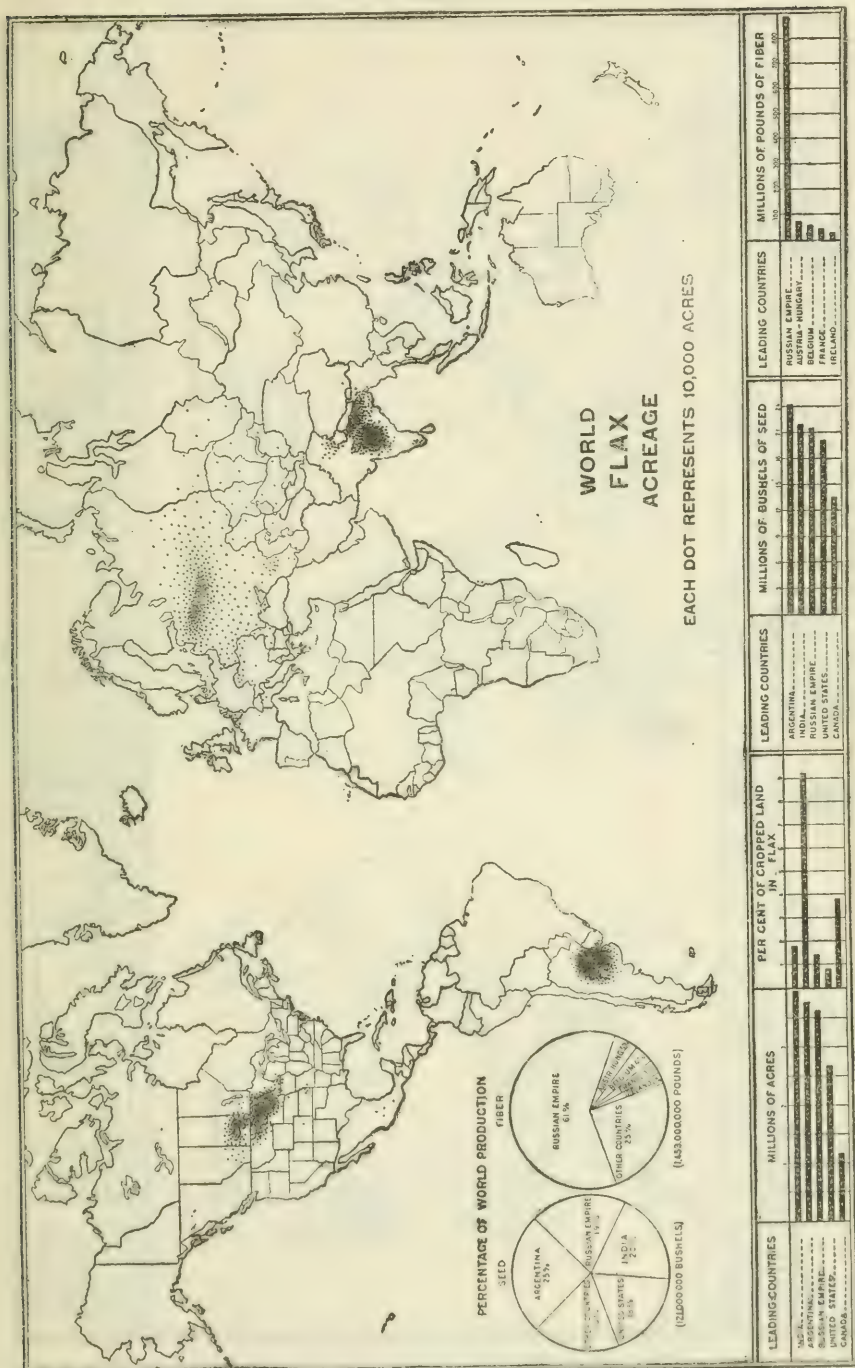 WORLD
FLAX
ACREAGE
EACH DOT REPRESENTS 10,000 ACRES
PERCENTAGE OF WORLD PRODUCTION
SEED
FIBER
ARGENTINA
25%
RUSSIAN EMPIRE
INDIA
UNITED STATES
OTHER COUNTRIES
(121,000,000 BUSHELS)
RUSSIAN EMPIRE
61%
OTHER COUNTRIES
25%
(1,453,000,000 POUNDS)
LEADING COUNTRIES
MILLIONS OF ACRES
PER CENT OF CROPPED LAND
IN FLAX
INDIA
ARGENTINA
RUSSIAN EMPIRE
UNITED STATES
CANADA
LEADING COUNTRIES
MILLIONS OF BUSHELS OF SEED
ARGENTINA
INDIA
RUSSIAN EMPIRE
UNITED STATES
CANADA
LEADING COUNTRIES
MILLIONS OF POUNDS OF FIBER
100
RUSSIAN EMPIRE
AUSTRIA-HUNGARY
BELGIUM
FRANCE
IRELAND